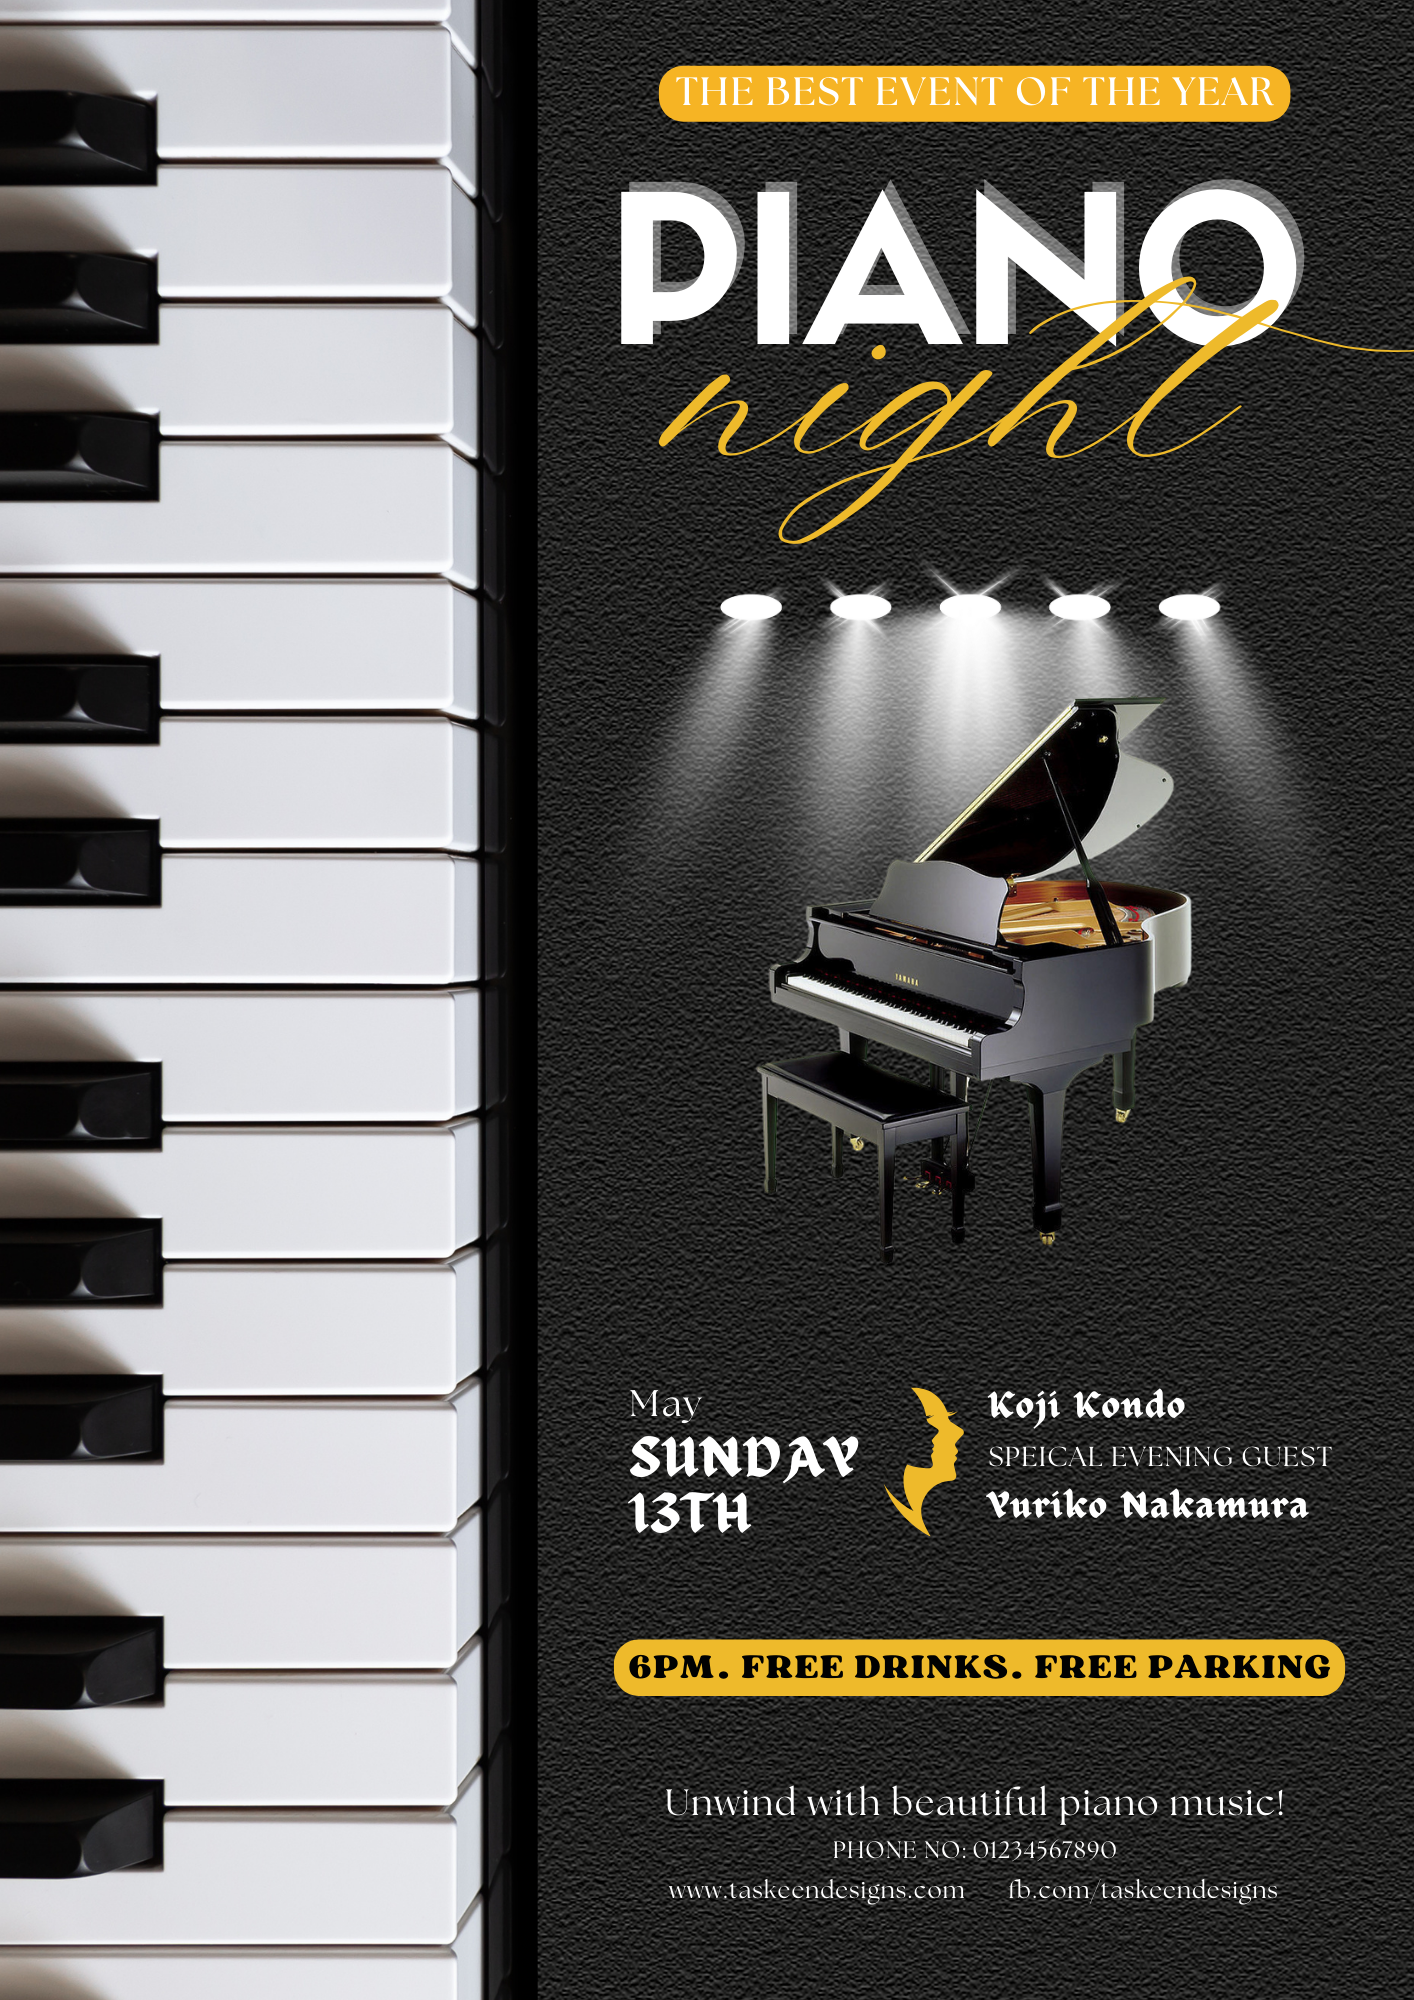 THE BEST EVENT OF THE YEAR
PIANO
night
YAMAHA
May
SUNDAY
13TH
Koji Kondo
SPEICAL EVENING GUEST
Yuriko Nakamura
6PM. FREE DRINKS. FREE PARKING
Unwind with beautiful piano music!
PHONE NO: 01234567890
www.taskeendesigns.com fb.com/taskeendesigns